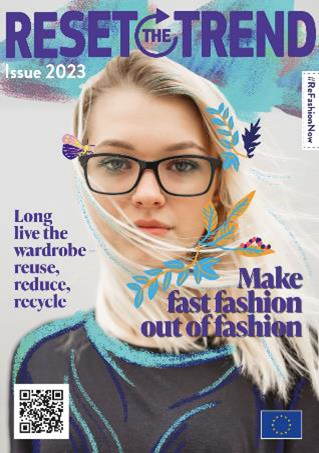 RESET THE TREND
Issue 2023
#ReFashionNow
Long
live the
wardrobe –
reuse,
reduce,
recycle
Make
fast fashion
out of fashion